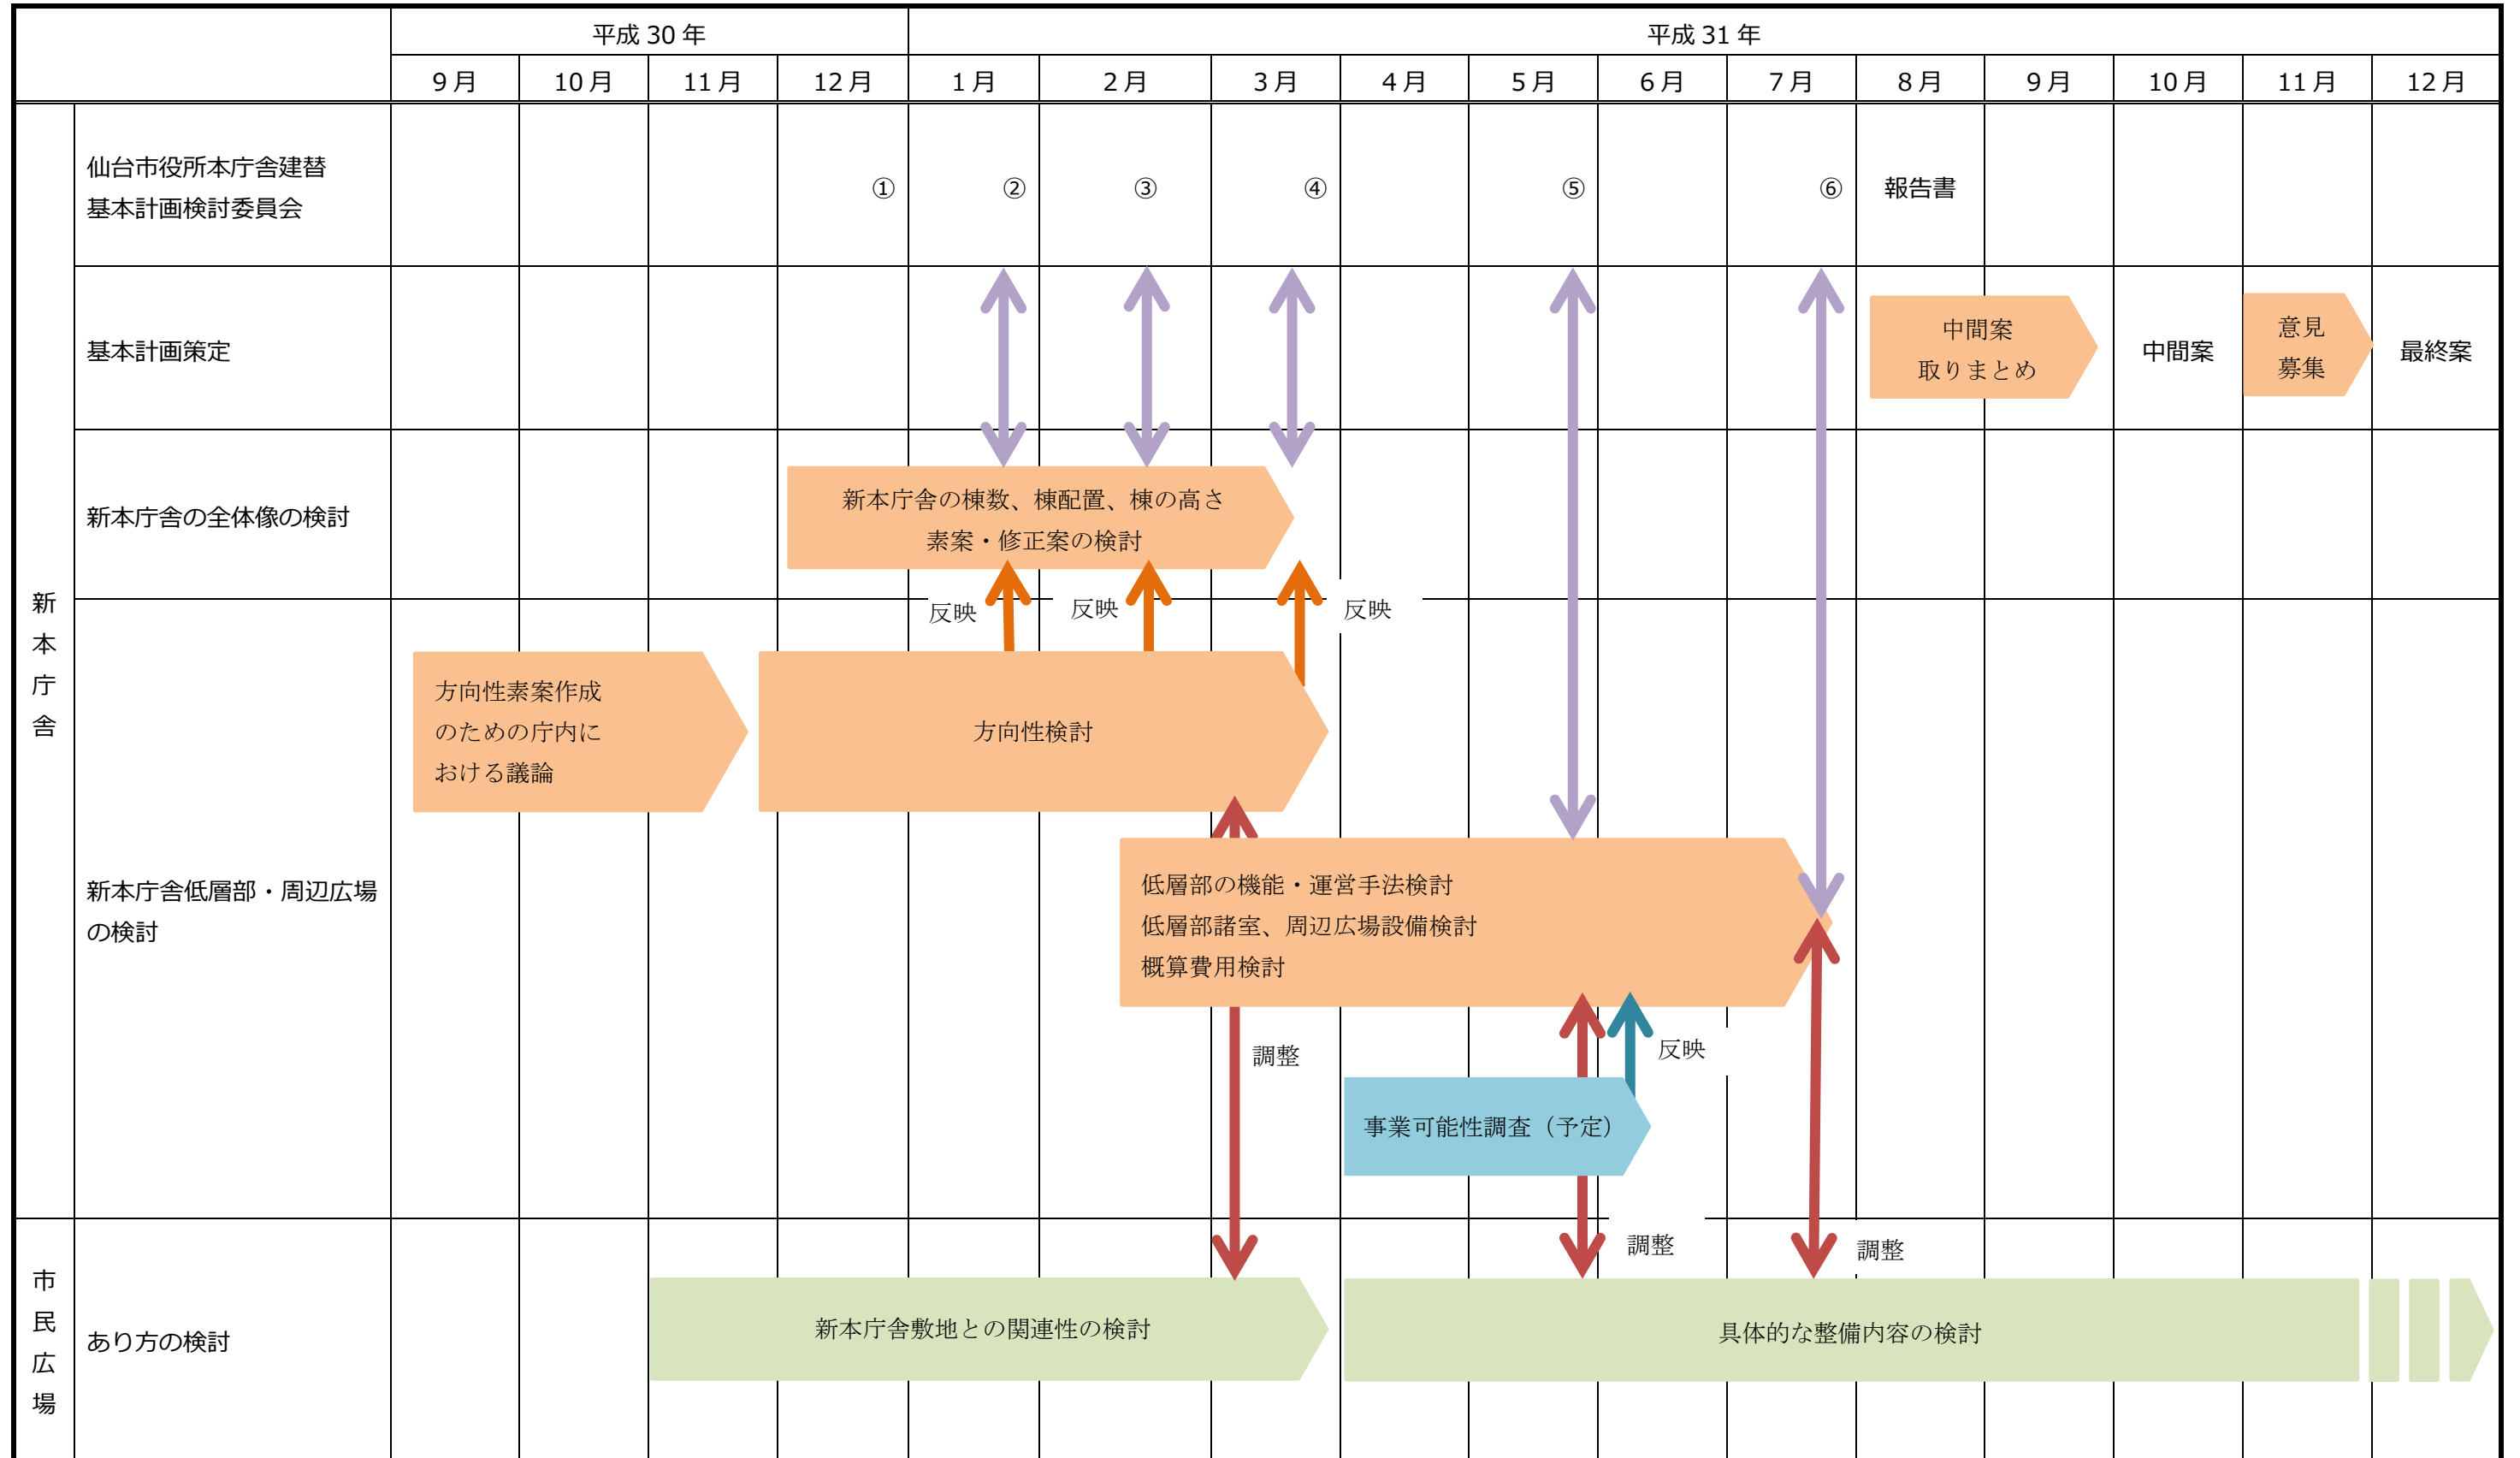 平成 30 年
平成 31 年
9 月
10 月
11 月
12 月
1 月
2 月
3 月
4 月
5 月
6 月
7 月
8 月
9 月
10 月
11 月
12 月
新本庁舎
仙台市役所本庁舎建替
基本計画検討委員会
①
②
③
④
⑤
⑥
報告書
基本計画策定
中間案
取りまとめ
中間案
意見
募集
最終案
新本庁舎の全体像の検討
新本庁舎の棟数、棟配置、棟の高さ
素案・修正案の検討
反映
反映
反映
新本庁舎低層部・周辺広場
の検討
方向性素案作成
のための庁内に
おける議論
方向性検討
低層部の機能・運営手法検討
低層部諸室、周辺広場設備検討
概算費用検討
調整
反映
事業可能性調査（予定）
調整
調整
市民広場
あり方の検討
新本庁舎敷地との関連性の検討
具体的な整備内容の検討